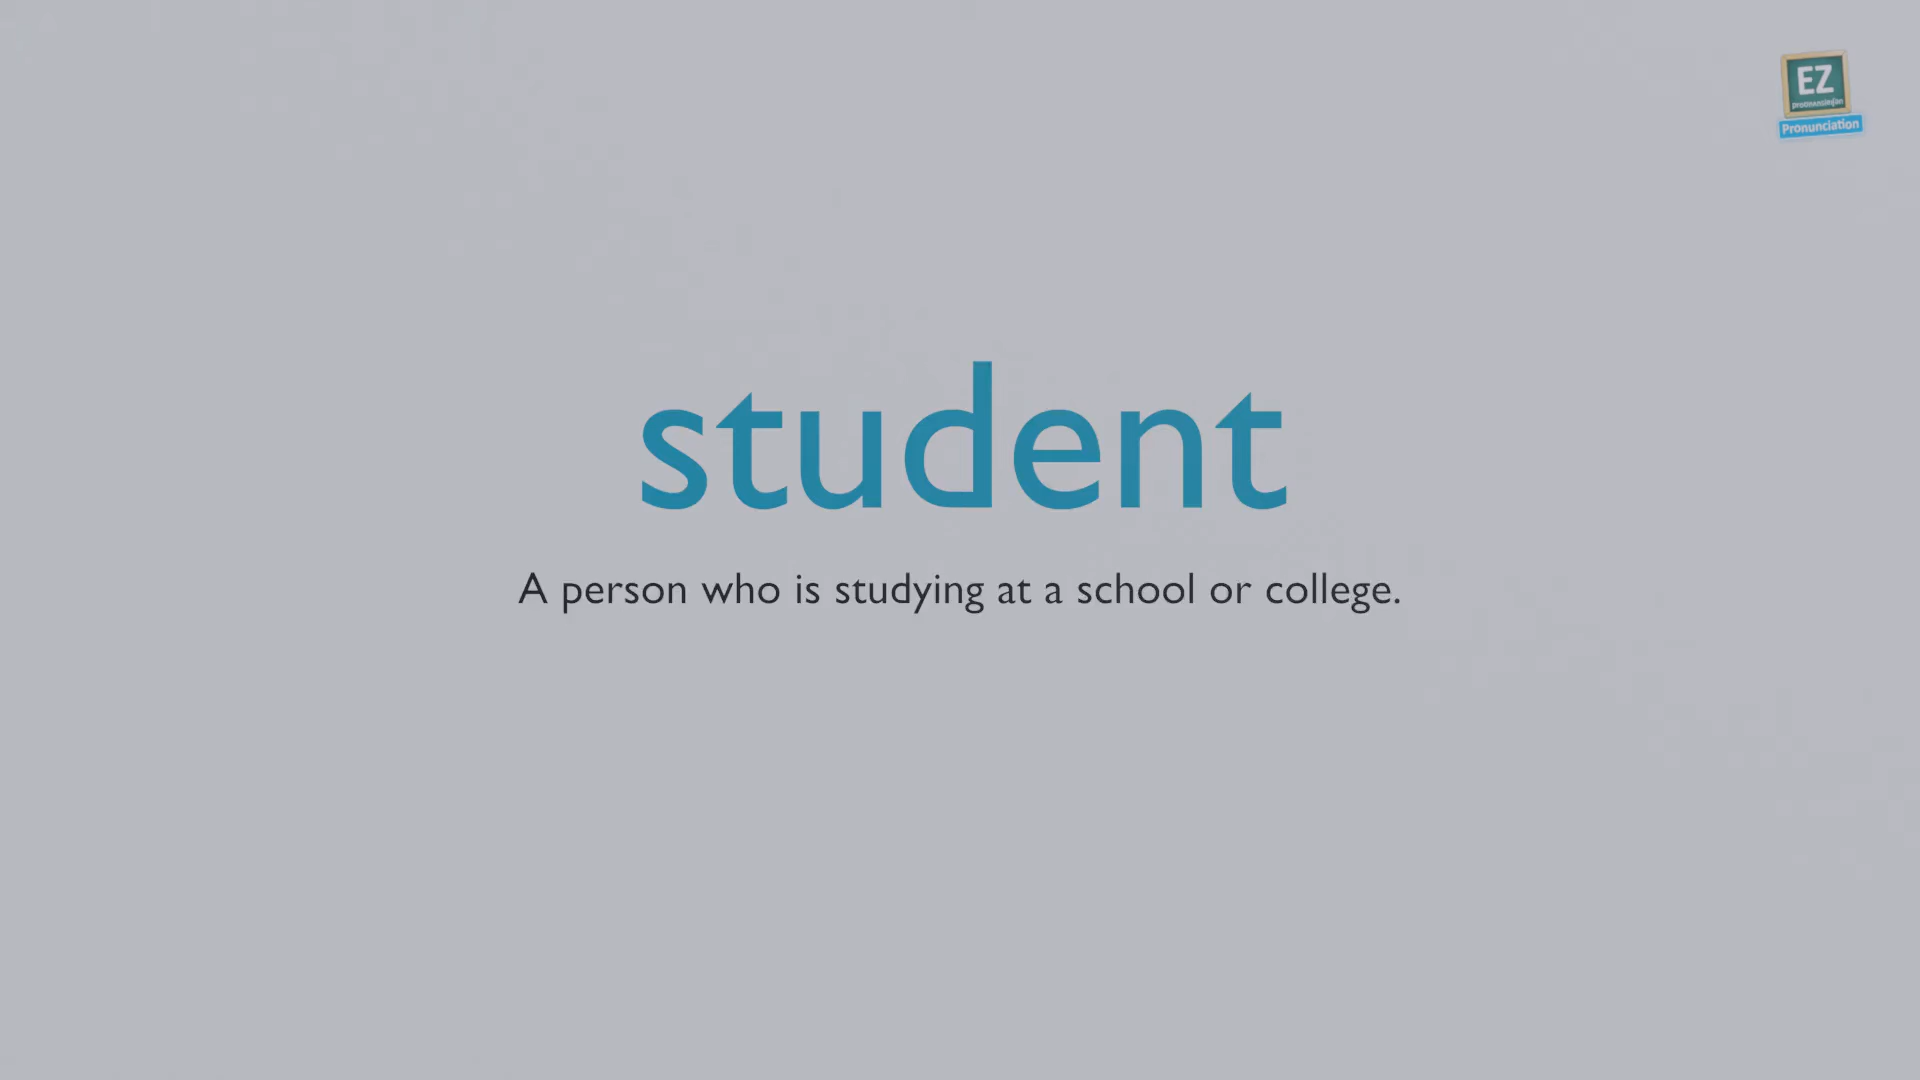 EZ
Pronunciation
student
A person who is studying at a school or college.